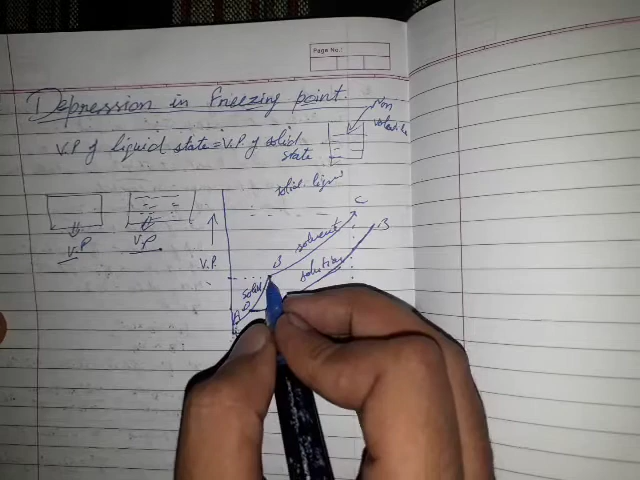 Page No.:
Depression in freezing point.
Non
volatile
V.P of liquid state = V.P of solid
state
solid. liquid
C
V.P
V.P
V.P.
solvent
B
B
solution
solid
D
A